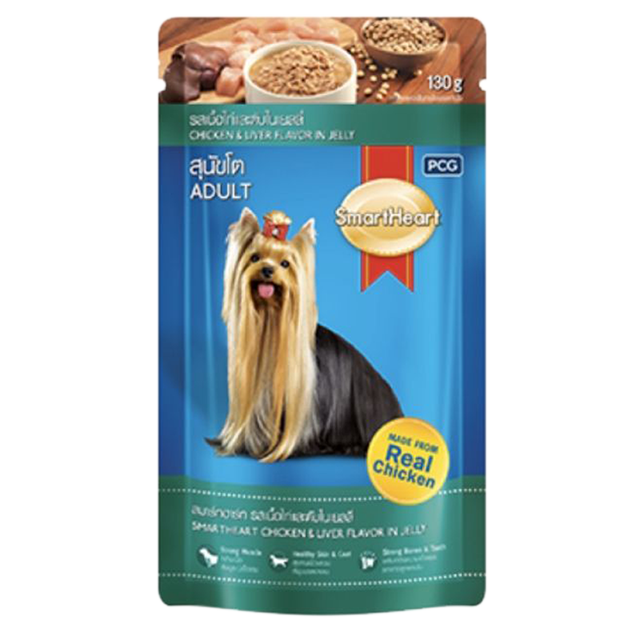 130 g
รสเนื้อไก่และตับในเยลลี่
CHICKEN & LIVER FLAVOR IN JELLY
สุนัขโต
ADULT
PCG
SmartHeart
MADE FROM
Real
Chicken
สมาร์ทฮาร์ท รสเนื้อไก่และตับในเยลลี่
SMARTHEART CHICKEN & LIVER FLAVOR IN JELLY
Strong Muscle
Healthy Skin & Coat
Strong Bones & Teeth